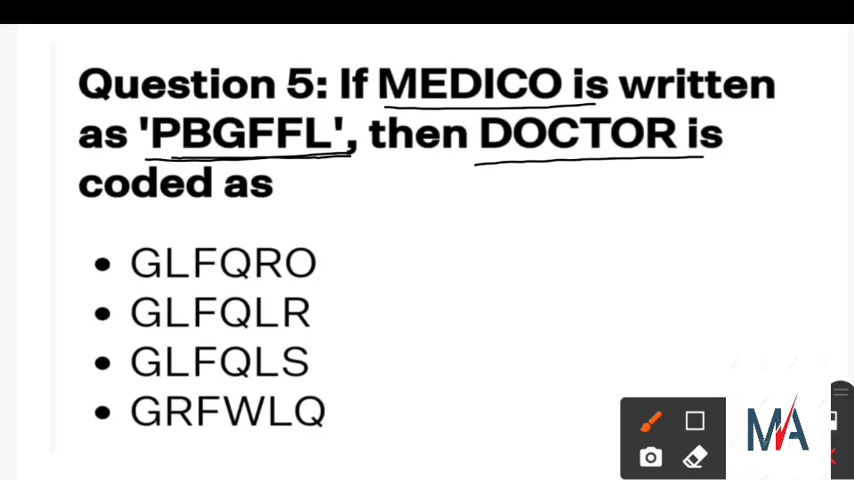 Question 5: If MEDICO is written
as 'PBGFFL', then DOCTOR is
coded as
• GLFQRO
• GLFQLR
• GLFQLS
• GRFWLQ
MA